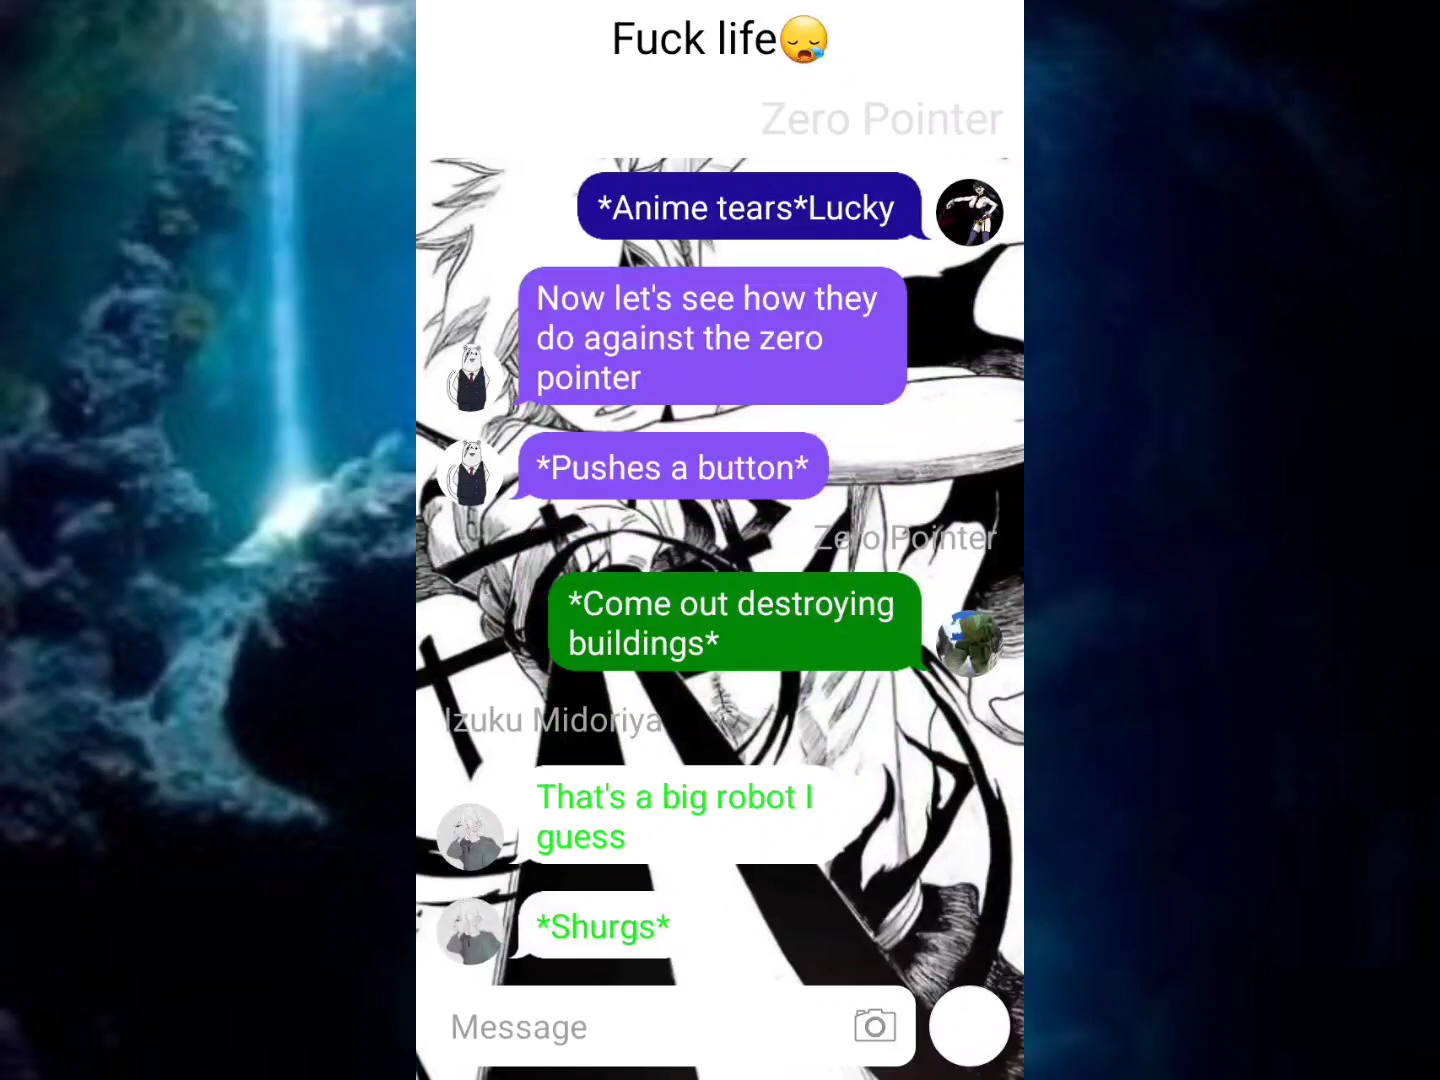 Fuck life😪
Zero Pointer
*Anime tears*Lucky
Now let's see how they
do against the zero
pointer
*Pushes a button*
Zero Pointer
*Come out destroying
buildings*
Izuku Midoriya
That's a big robot I
guess
*Shurgs*
Message